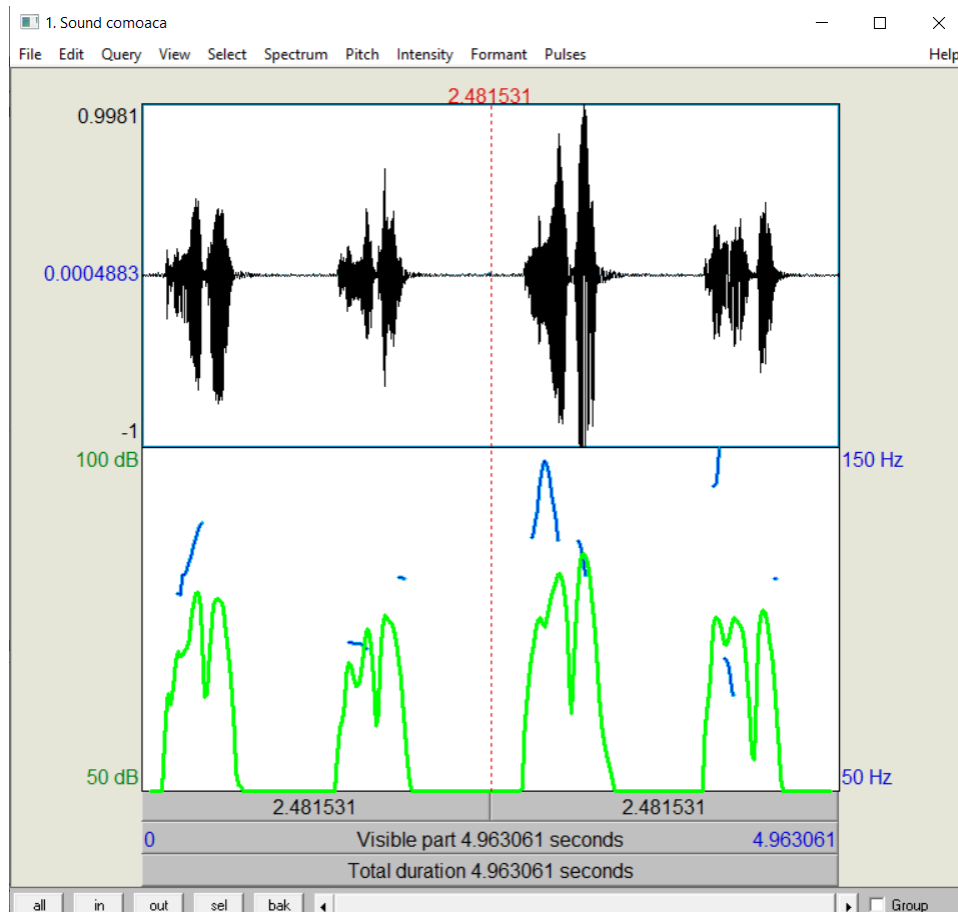 1. Sound comoaca
File Edit Query View Select Spectrum Pitch Intensity Formant Pulses Help
2.481531
0.9981
0.0004883
-1
100 dB 150 Hz
50 dB 50 Hz
2.481531 2.481531
0 Visible part 4.963061 seconds 4.963061
Total duration 4.963061 seconds
all in out sel bak Group